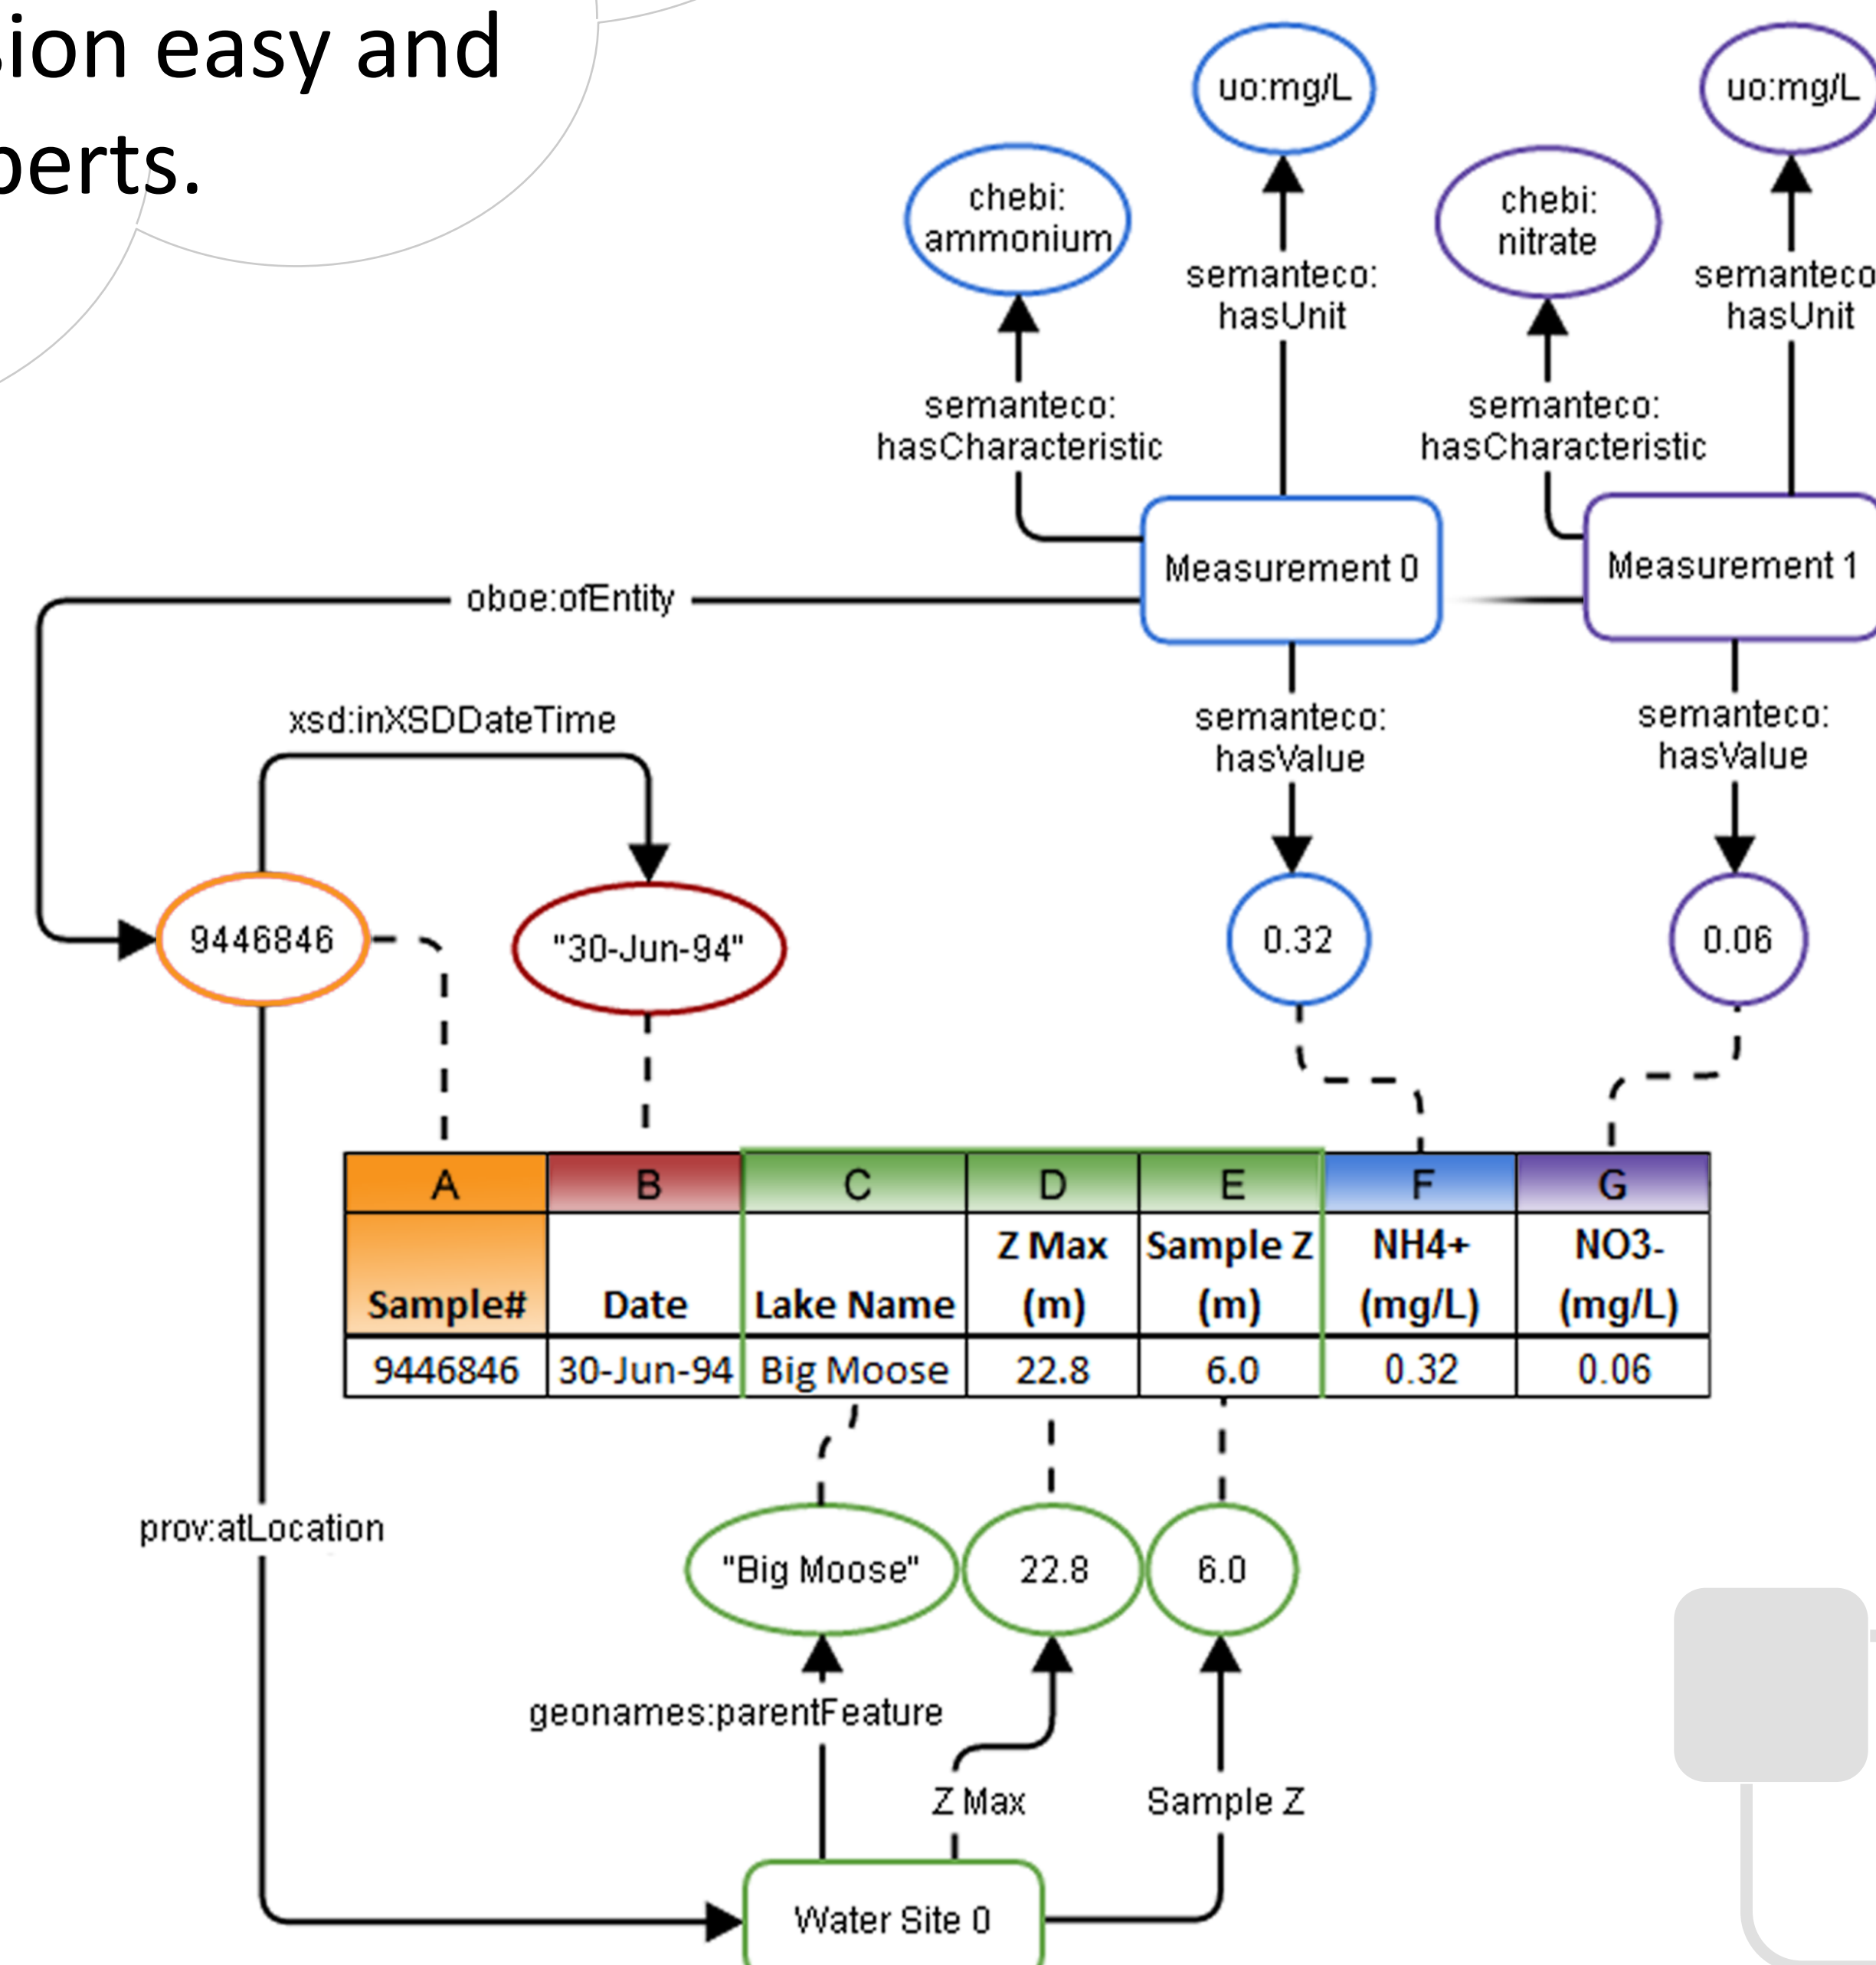 sion easy and
perts.
uo:mg/L
uo:mg/L
chebi:
ammonium
chebi:
nitrate
semanteco:
hasUnit
semanteco
hasUnit
semanteco:
hasCharacteristic
semanteco:
hasCharacteristic
Measurement 0
Measurement 1
oboe:ofEntity
xsd:inXSDDateTime
semanteco:
hasValue
semanteco:
hasValue
9446846
"30-Jun-94"
0.32
0.06
A B C D E F G
Sample# Date Lake Name Z Max (m) Sample Z (m) NH4+ (mg/L) NO3- (mg/L)
9446846 30-Jun-94 Big Moose 22.8 6.0 0.32 0.06
prov:atLocation
"Big Moose"
22.8
6.0
geonames:parentFeature
Z Max
Sample Z
Water Site 0